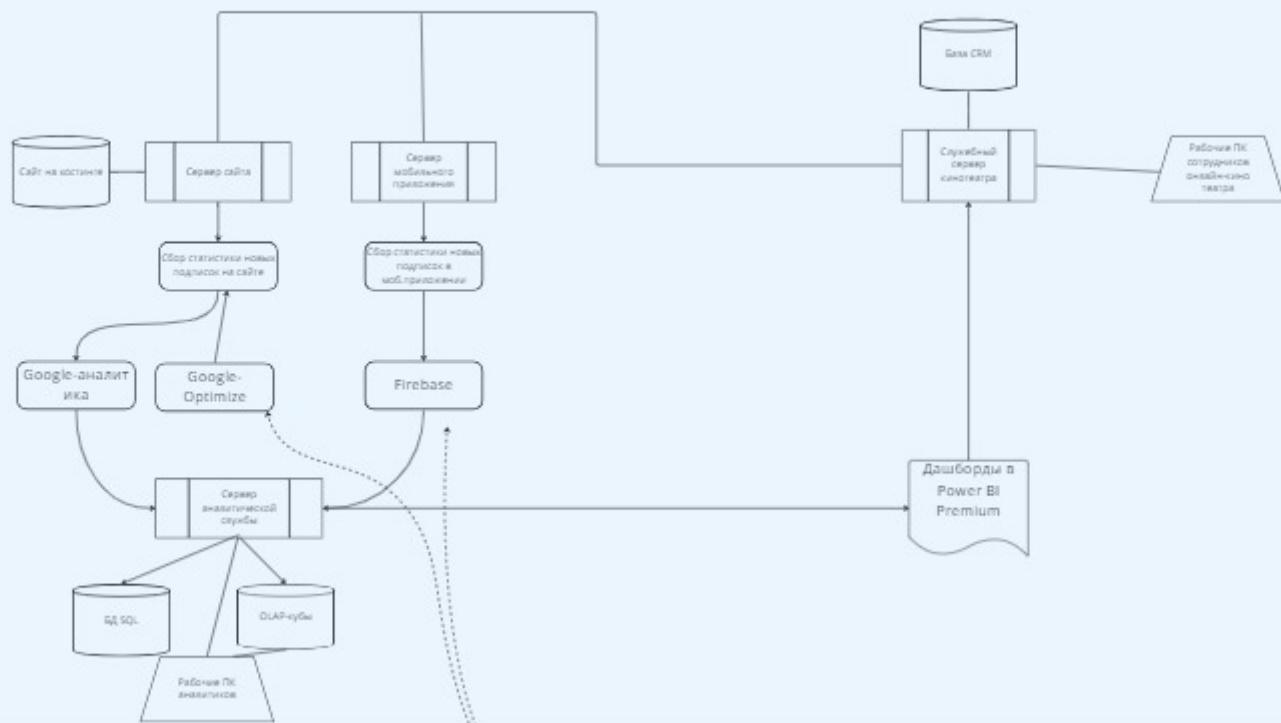 База CRM
Сайт на хостинге
Сервер сайта
Сервер
мобильного
приложения
Служебный
сервер
кинотеатра
Рабочие ПК
сотрудников
онлайн-кино
театра
Сбор статистики новых
подписок на сайте
Сбор статистики новых
подписок в
моб.приложении
Google-аналит
ика
Google-
Optimize
Firebase
Сервер
аналитической
службы
Дашборды в
Power BI
Premium
БД SQL
OLAP-кубы
Рабочие ПК
аналитиков